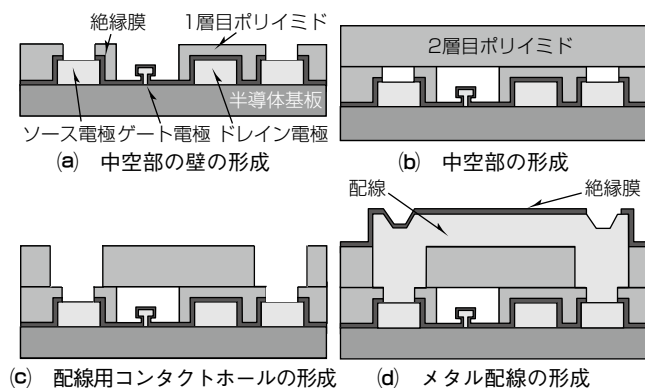 絶縁膜
1層目ポリイミド
半導体基板
ソース電極 ゲート電極 ドレイン電極
(a) 中空部の壁の形成
2層目ポリイミド
(b) 中空部の形成
(c) 配線用コンタクトホールの形成
配線
絶縁膜
(d) メタル配線の形成